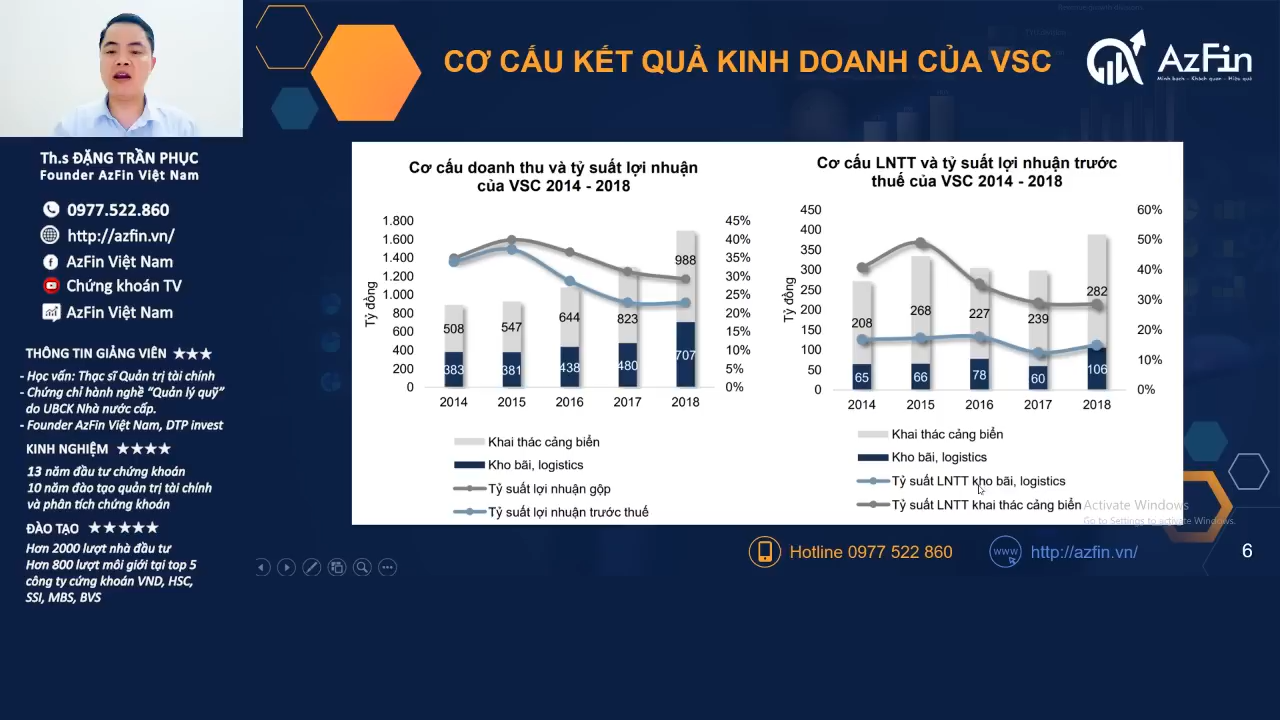 Th.s ĐẶNG TRẦN PHỤC
Founder AzFin Việt Nam
0977.522.860
http://azfin.vn/
AzFin Việt Nam
Chứng khoán TV
AzFin Việt Nam
THÔNG TIN GIẢNG VIÊN ★★★
- Học vấn: Thạc sĩ Quản trị tài chính
- Chứng chỉ hành nghề “Quản lý quỹ”
do UBCK Nhà nước cấp.
- Founder AzFin Việt Nam, DTP invest
KINH NGHIỆM ★★★★
13 năm đầu tư chứng khoán
10 năm đào tạo quản trị tài chính
và phân tích chứng khoán
ĐÀO TẠO ★★★★★
Hơn 2000 lượt nhà đầu tư
Hơn 800 lượt môi giới tại top 5
công ty cứng khoán VND, HSC,
SSI, MBS, BVS
CƠ CẤU KẾT QUẢ KINH DOANH CỦA VSC
AzFin
Minh bạch - Khách quan - Hiệu quả
Cơ cấu doanh thu và tỷ suất lợi nhuận
của VSC 2014 - 2018
Tỷ đồng
1.800
1.600
1.400
1.200
1.000
800
600
400
200
0
45%
40%
35%
30%
25%
20%
15%
10%
5%
0%
508
547
644
823
988
383
381
438
480
707
2014
2015
2016
2017
2018
Khai thác cảng biển
Kho bãi, logistics
Tỷ suất lợi nhuận gộp
Tỷ suất lợi nhuận trước thuế
Cơ cấu LNTT và tỷ suất lợi nhuận trước
thuế của VSC 2014 - 2018
Tỷ đồng
450
400
350
300
250
200
150
100
50
0
60%
50%
40%
30%
20%
10%
0%
208
268
227
239
282
65
66
78
60
106
2014
2015
2016
2017
2018
Khai thác cảng biển
Kho bãi, logistics
Tỷ suất LNTT kho bãi, logistics
Tỷ suất LNTT khai thác cảng biển
Activate Windows
Go to Settings to activate Windows.
Hotline 0977 522 860
www
http://azfin.vn/
6